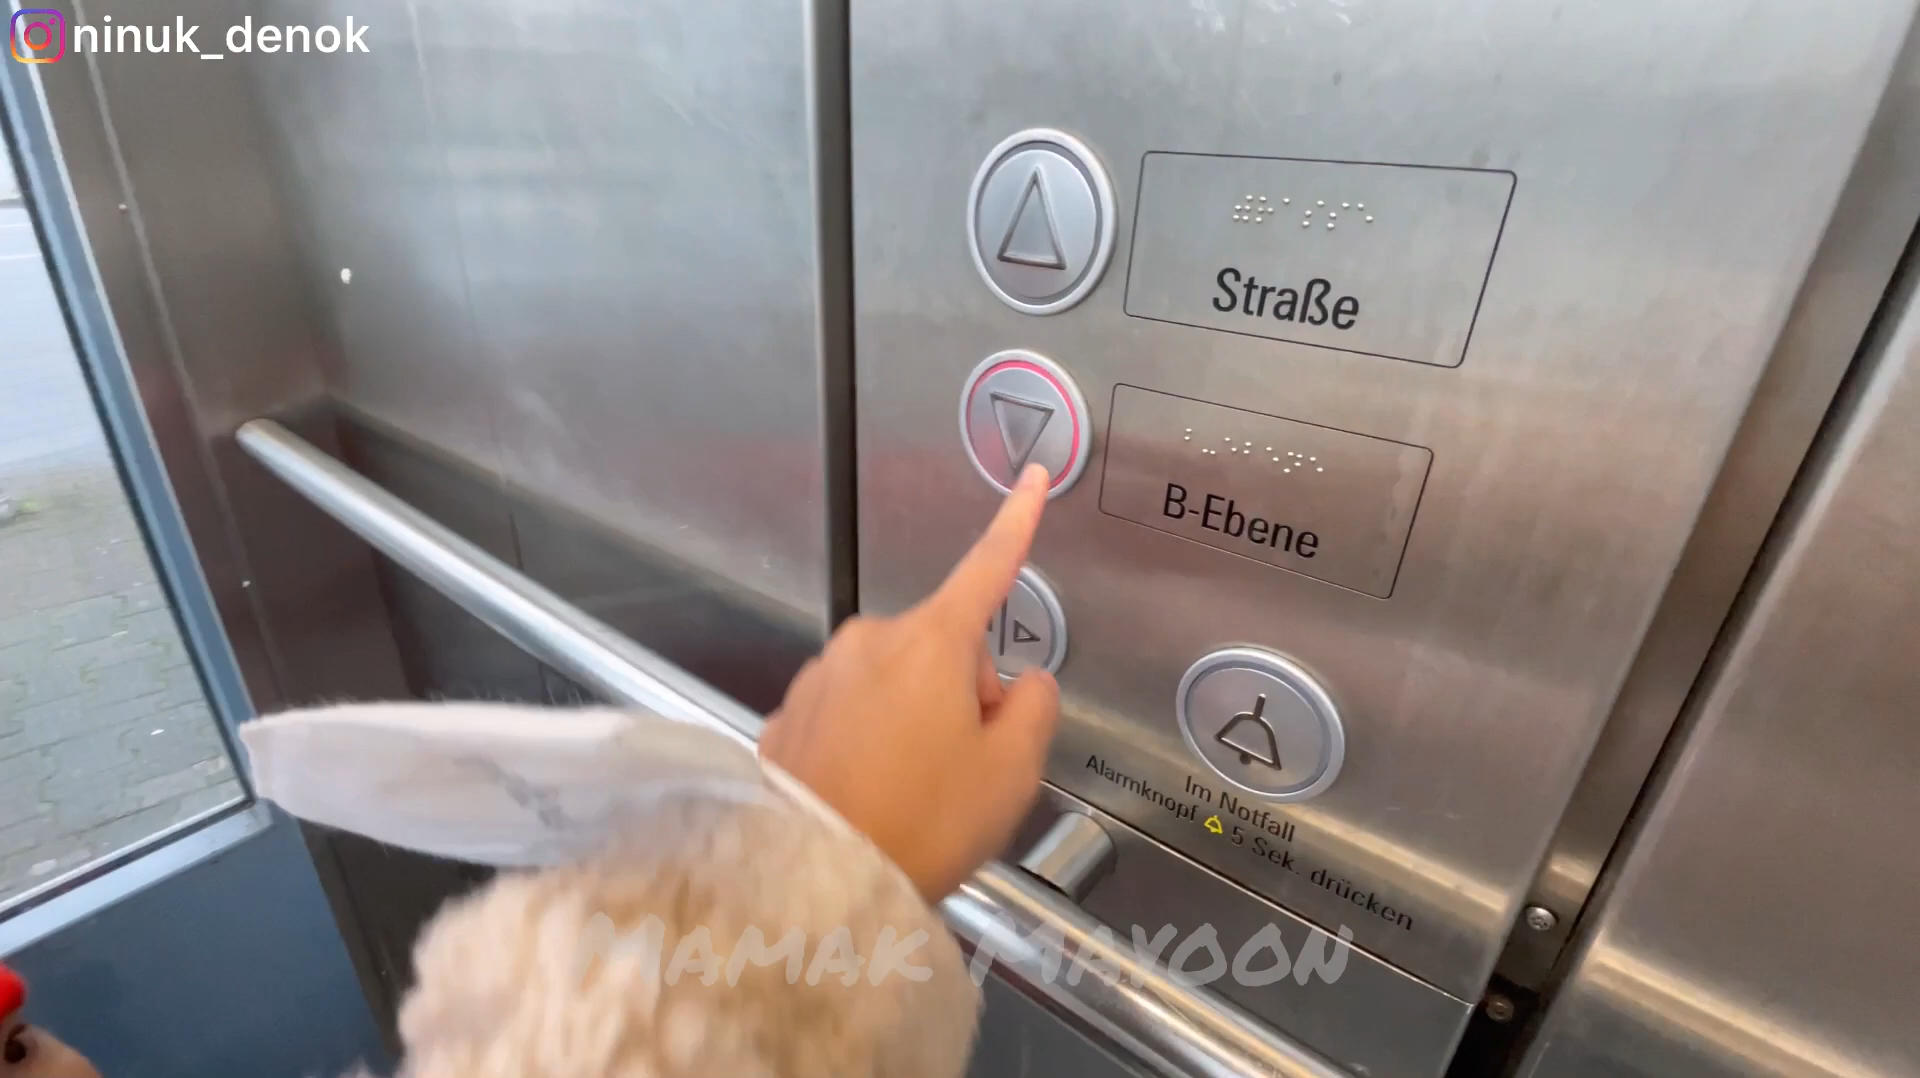 ninuk_denok
Straße
B-Ebene
Im Notfall
Alarmknopf 5 Sek. drücken
MAMAK MAYOON